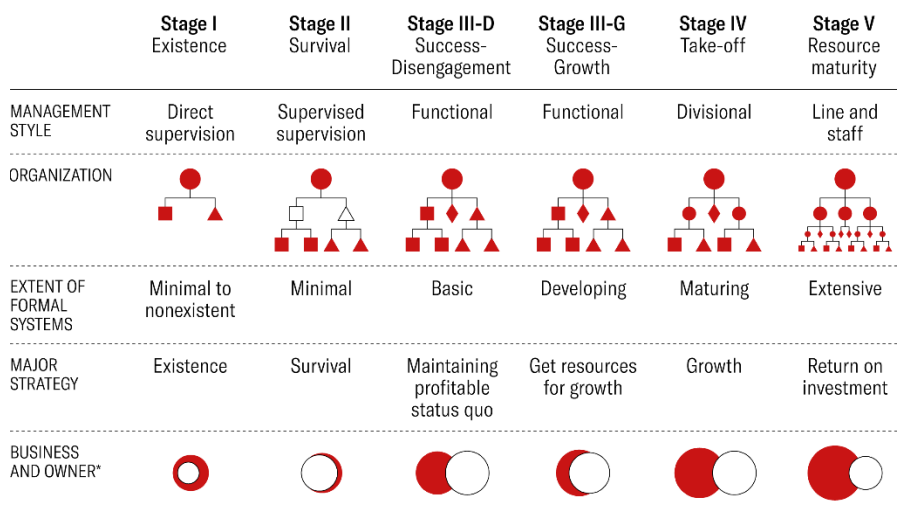 Stage I
Existence
Stage II
Survival
Stage III-D
Success-
Disengagement
Stage III-G
Success-
Growth
Stage IV
Take-off
Stage V
Resource
maturity
MANAGEMENT
STYLE
Direct
supervision
Supervised
supervision
Functional
Functional
Divisional
Line and
staff
ORGANIZATION
EXTENT OF
FORMAL
SYSTEMS
Minimal to
nonexistent
Minimal
Basic
Developing
Maturing
Extensive
MAJOR
STRATEGY
Existence
Survival
Maintaining
profitable
status quo
Get resources
for growth
Growth
Return on
investment
BUSINESS
AND OWNER*